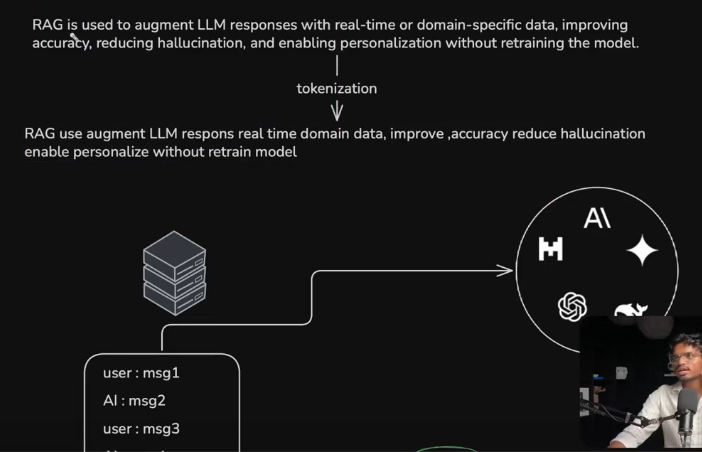 RAG is used to augment LLM responses with real-time or domain-specific data, improving
accuracy, reducing hallucination, and enabling personalization without retraining the model.
tokenization
RAG use augment LLM respons real time domain data, improve ,accuracy reduce hallucination
enable personalize without retrain model
A\
user : msg1
AI : msg2
user : msg3